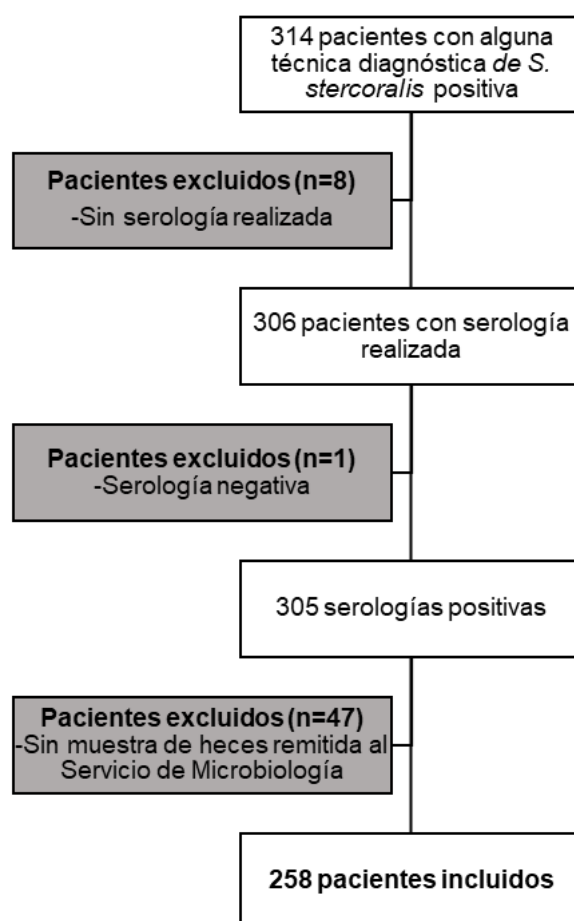 314 pacientes con alguna
técnica diagnóstica de S.
stercoralis positiva
Pacientes excluidos (n=8)
-Sin serología realizada
306 pacientes con serología
realizada
Pacientes excluidos (n=1)
-Serología negativa
305 serologías positivas
Pacientes excluidos (n=47)
-Sin muestra de heces remitida al
Servicio de Microbiología
258 pacientes incluidos